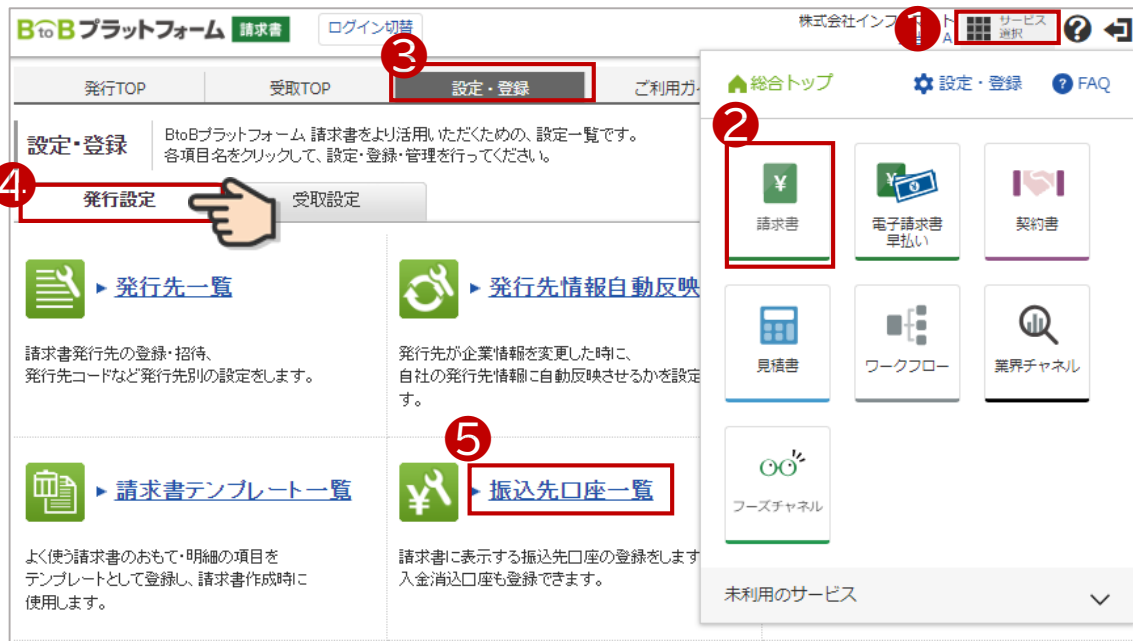 BtoBプラットフォーム 請求書
ログイン切替
株式会社インフ
ト
A
1
サービス
選択
3
発行TOP
受取TOP
設定・登録
ご利用ガ
総合トップ
設定・登録
FAQ
設定・登録
BtoBプラットフォーム 請求書をより活用いただくための、設定一覧です。
各項目名をクリックして、設定・登録・管理を行ってください。
4
発行設定
受取設定
2
請求書
電子請求書
早払い
契約書
見積書
ワークフロー
業界チャネル
フーズチャネル
未利用のサービス
発行先一覧
請求書発行先の登録・招待、
発行先コードなど発行先別の設定をします。
発行先情報自動反映
発行先が企業情報を変更した時に、
自社の発行先情報に自動反映させるかを設定
す。
請求書テンプレート一覧
よく使う請求書のおもて・明細の項目を
テンプレートとして登録し、請求書作成時に
使用します。
5
振込先口座一覧
請求書に表示する振込先口座の登録をします
入金消込口座も登録できます。